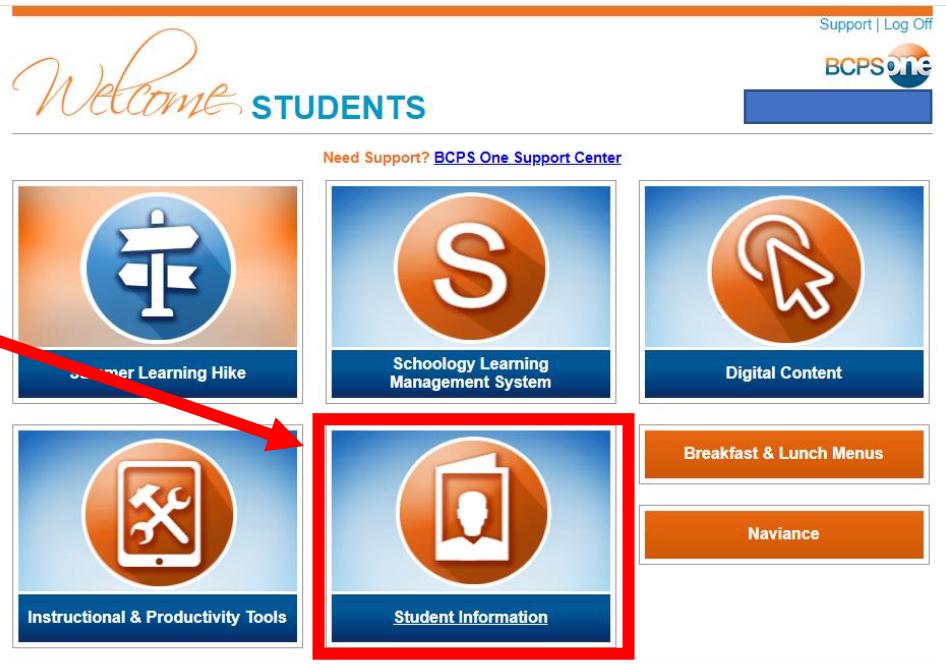 Support | Log Off
BCPSone
Welcome STUDENTS
Need Support? BCPS One Support Center
Summer Learning Hike
S
Schoology Learning
Management System
Digital Content
Instructional & Productivity Tools
Student Information
Breakfast & Lunch Menus
Naviance